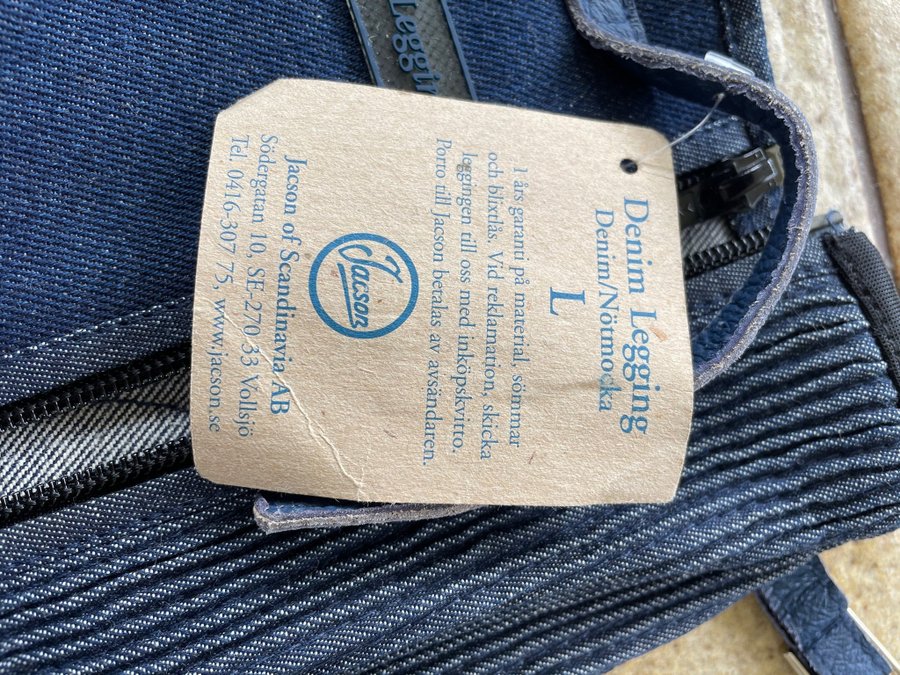 Legging
Denim Legging
Denim/Nötmocka
L
1 års garanti på material, sömmar
och blixtlås. Vid reklamation, skicka
leggingen till oss med inköpskvitto.
Porto till Jacson betalas av avsändaren.
Jacson
Jacson of Scandinavia AB
Södergatan 10, SE-270 33 Vollsjö
Tel. 0416-307 75, www.jacson.se